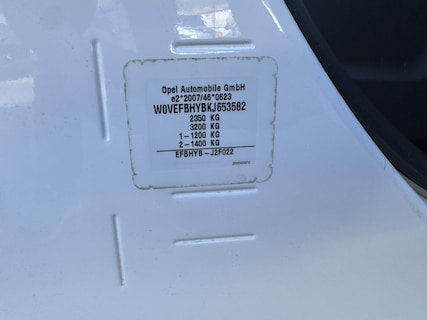 Opel Automobile GmbH
e2*2007/46*0623
W0VEFBHYBKJ653582
2350 KG
3200 KG
1-1200 KG
2-1400 KG
EFBHYB-J2F022